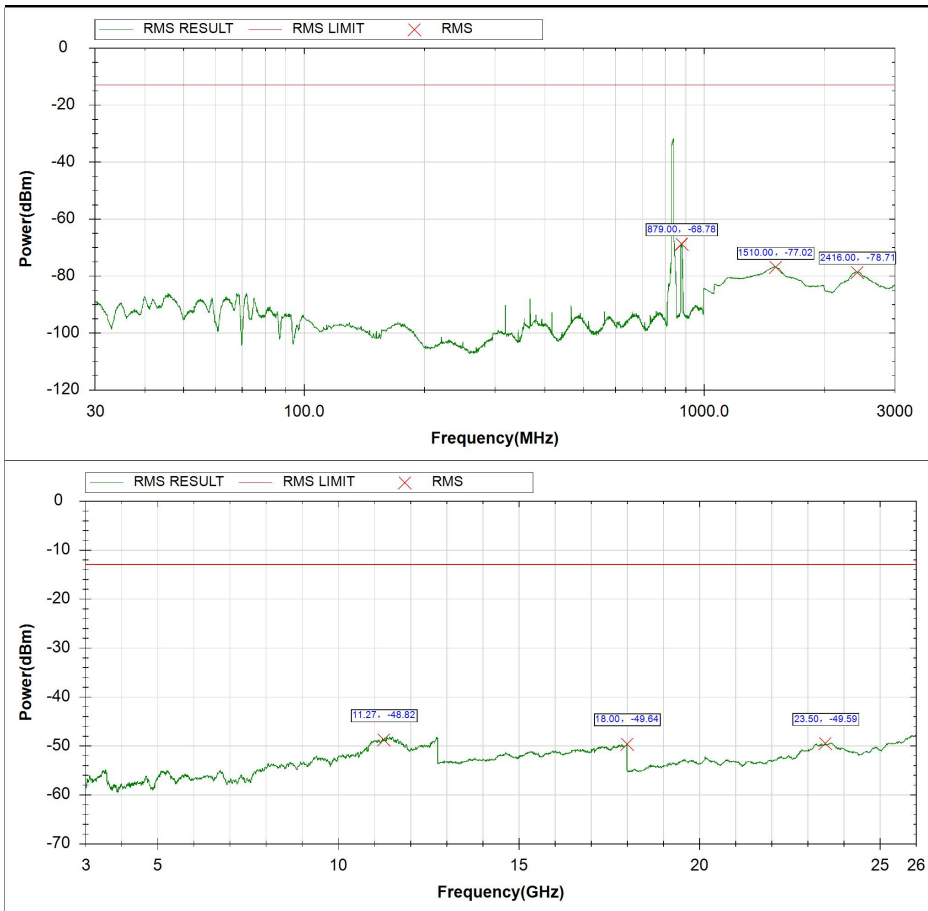 RMS RESULT RMS LIMIT RMS
0
-20
-40
-60
-80
-100
-120
Power(dBm)
879.00, -68.78
1510.00, -77.02
2416.00, -78.71
30 100.0 1000.0 3000
Frequency(MHz)
RMS RESULT RMS LIMIT RMS
0
-10
-20
-30
-40
-50
-60
-70
Power(dBm)
11.27, -48.82
18.00, -49.64
23.50, -49.59
3 5 10 15 20 25 26
Frequency(GHz)